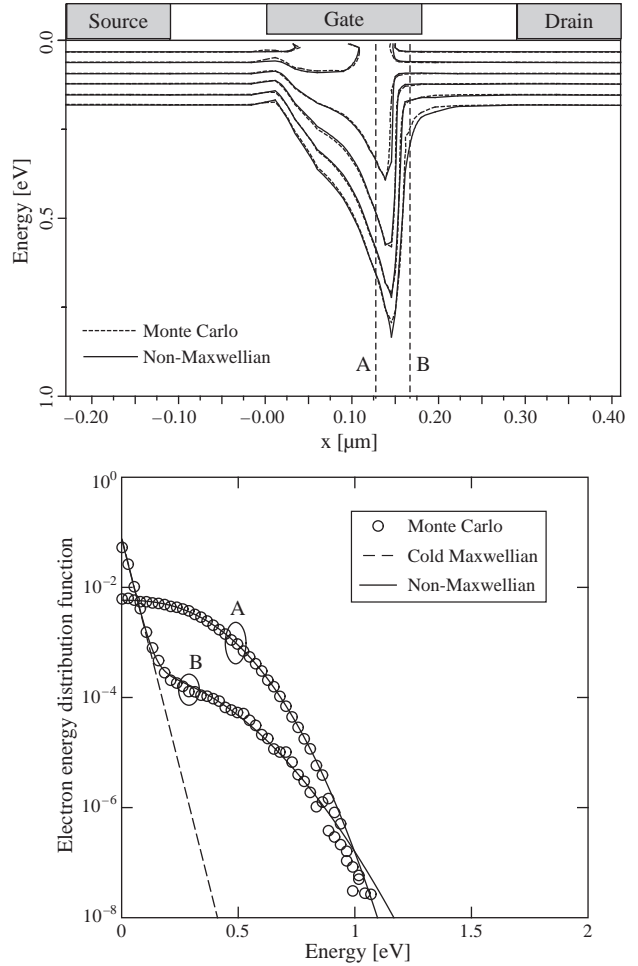 Source Gate Drain
0.0
0.5
1.0
Energy [eV]
Monte Carlo
Non-Maxwellian
A B
−0.20 −0.10 −0.00 0.10 0.20 0.30 0.40
x [μm]
10^0
10^−2
10^−4
10^−6
10^−8
Electron energy distribution function
Monte Carlo
Cold Maxwellian
Non-Maxwellian
A
B
0 0.5 1 1.5 2
Energy [eV]